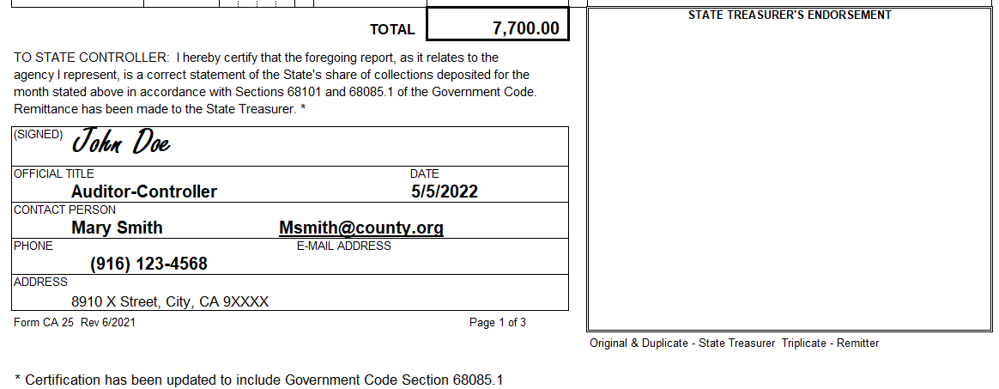 STATE TREASURER'S ENDORSEMENT
TOTAL 7,700.00
TO STATE CONTROLLER:  I hereby certify that the foregoing report, as it relates to the
agency I represent, is a correct statement of the State's share of collections deposited for the
month stated above in accordance with Sections 68101 and 68085.1 of the Government Code.
Remittance has been made to the State Treasurer. *
(SIGNED) John Doe
OFFICIAL TITLE DATE
Auditor-Controller 5/5/2022
CONTACT PERSON
Mary Smith Msmith@county.org
PHONE E-MAIL ADDRESS
(916) 123-4568
ADDRESS
8910 X Street, City, CA 9XXXX
Form CA 25  Rev 6/2021 Page 1 of 3
Original & Duplicate - State Treasurer  Triplicate - Remitter
* Certification has been updated to include Government Code Section 68085.1